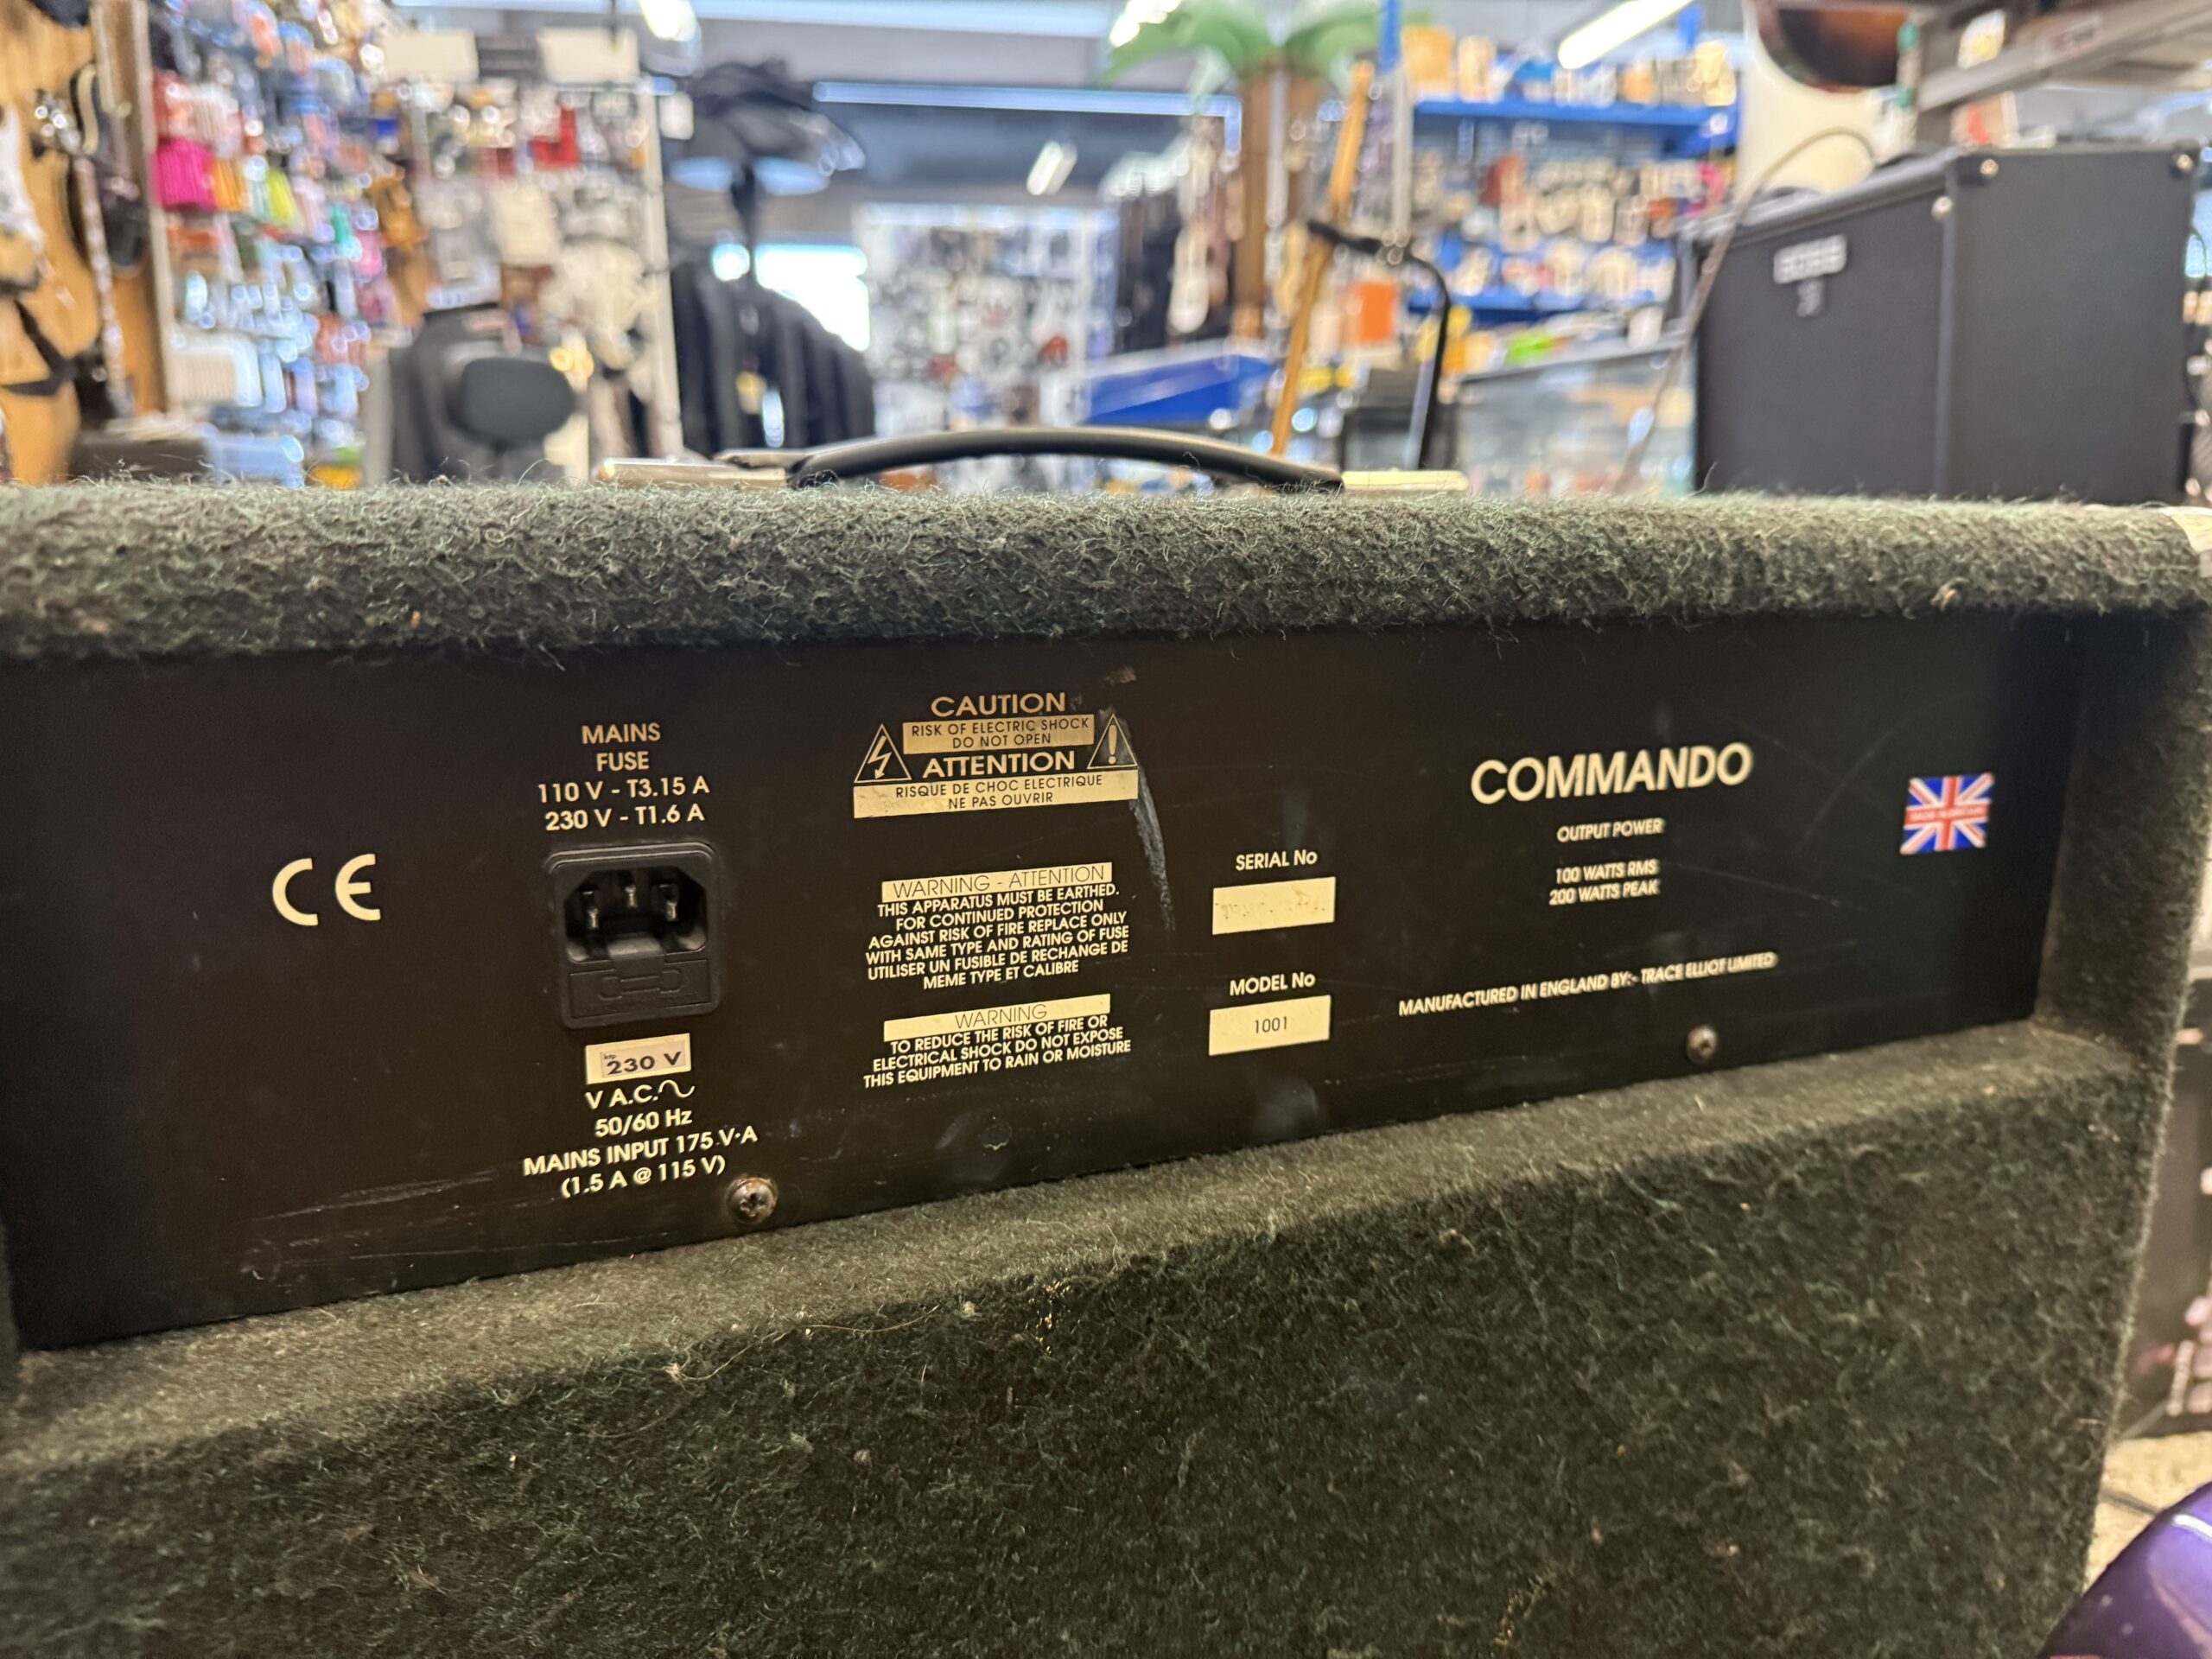 BOSS
CE
MAINS
FUSE
110 V - T3.15 A
230 V - T1.6 A
230 V
V A.C.
50/60 Hz
MAINS INPUT 175 V·A
(1.5 A @ 115 V)
CAUTION
RISK OF ELECTRIC SHOCK
DO NOT OPEN
ATTENTION
RISQUE DE CHOC ELECTRIQUE
NE PAS OUVRIR
WARNING - ATTENTION
THIS APPARATUS MUST BE EARTHED.
FOR CONTINUED PROTECTION
AGAINST RISK OF FIRE REPLACE ONLY
WITH SAME TYPE AND RATING OF FUSE
UTILISER UN FUSIBLE DE RECHANGE DE
MEME TYPE ET CALIBRE
WARNING
TO REDUCE THE RISK OF FIRE OR
ELECTRICAL SHOCK DO NOT EXPOSE
THIS EQUIPMENT TO RAIN OR MOISTURE
SERIAL No
MODEL No
1001
COMMANDO
OUTPUT POWER
100 WATTS RMS
200 WATTS PEAK
MANUFACTURED IN ENGLAND BY:- TRACE ELLIOT LIMITED